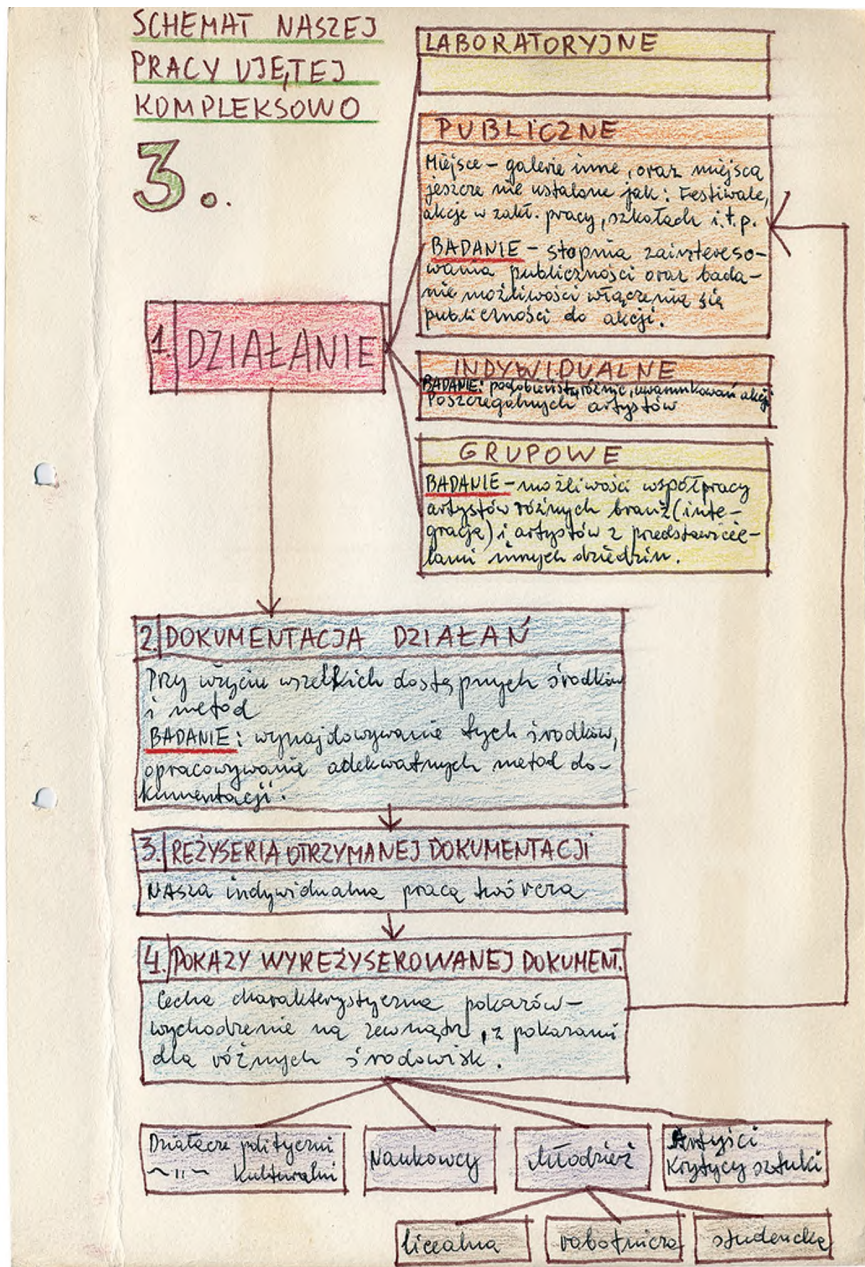 SCHEMAT NASZEJ
PRACY UJĘTEJ
KOMPLEKSOWO
3.
LABORATORYJNE
PUBLICZNE
Miejsce – galerie inne, oraz miejsca
jeszcze nie ustalone jak: Festiwale,
akcje w zakł. pracy, szkołach i.t.p.
BADANIE – stopnia zaintereso-
wania publiczności oraz bada-
nie możliwości włączenia się
publiczności do akcji.
1. DZIAŁANIE
INDYWIDUALNE
BADANIE: podobieństw, różnic, uwarunkowań akcji
Poszczególnych artystów
GRUPOWE
BADANIE – możliwości współpracy
artystów różnych branż (inte-
gracja) i artystów z przedstawicie-
lami innych dziedzin.
2. DOKUMENTACJA DZIAŁAŃ
Przy użyciu wszelkich dostępnych środków
i metod
BADANIE: wynajdowywanie tych środków,
opracowywanie adekwatnych metod do-
kumentacji.
3. REŻYSERIA OTRZYMANEJ DOKUMENTACJI
NASZA indywidualna praca twórcza
4. POKAZY WYREŻYSEROWANEJ DOKUMENT.
Cecha charakterystyczna pokazów –
wychodzenie na zewnątrz, z pokazami
dla różnych środowisk.
Działacze polityczni
~ " ~ kulturalni
Naukowcy
Młodzież
Artyści
Krytycy sztuki
licealna
robotnicza
studencka